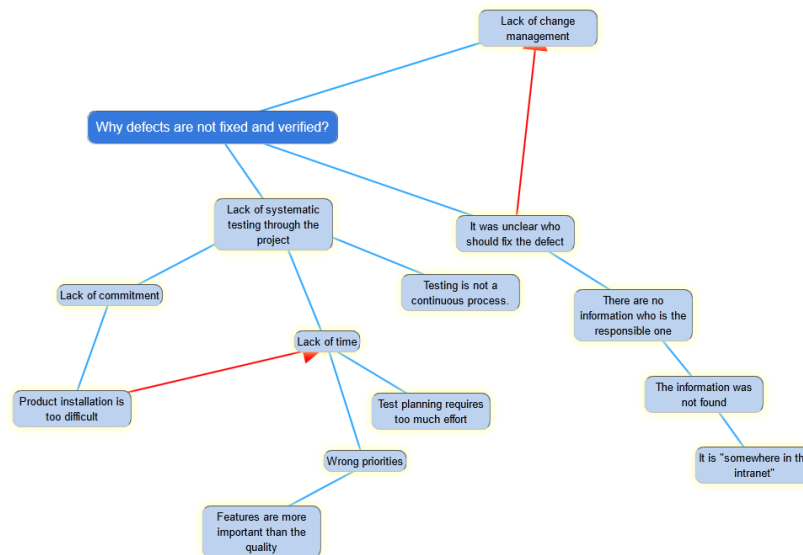 Lack of change
management
Why defects are not fixed and verified?
Lack of systematic
testing through the
project
It was unclear who
should fix the defect
Testing is not a
continuous process.
Lack of commitment
There are no
information who is the
responsible one
Lack of time
Product installation is
too difficult
Test planning requires
too much effort
The information was
not found
Wrong priorities
It is "somewhere in th
intranet"
Features are more
important than the
quality